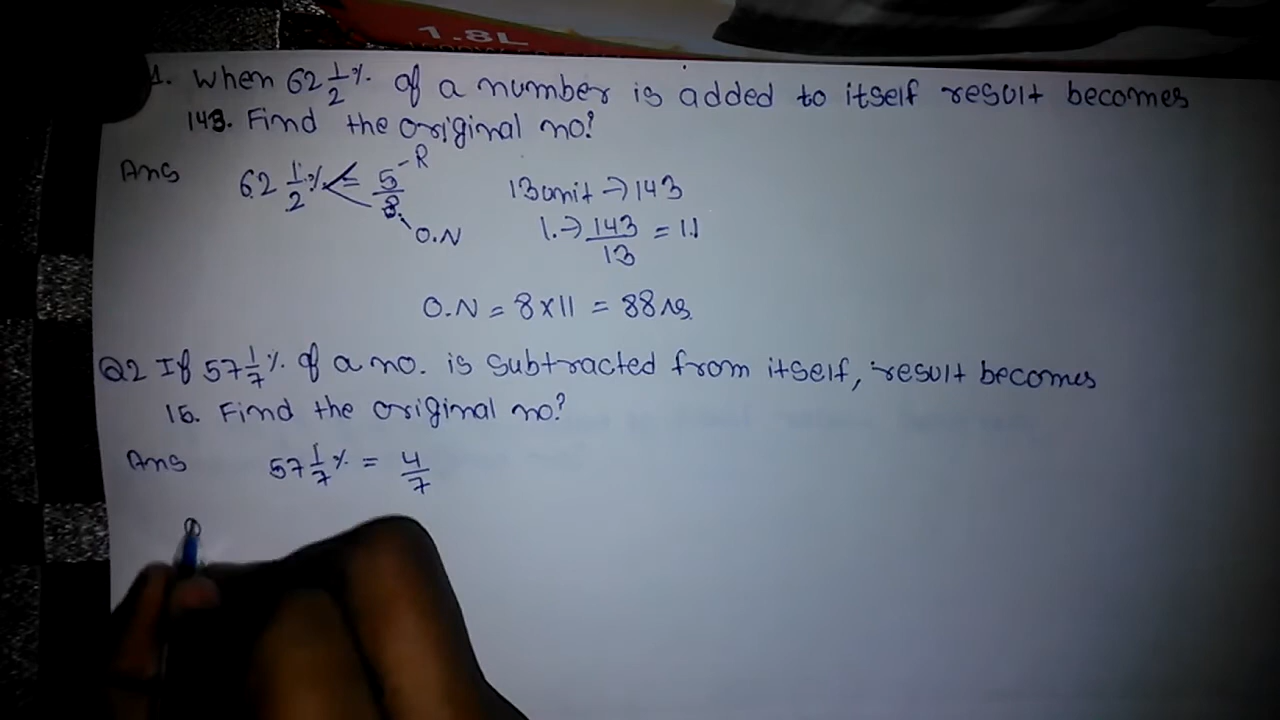 1.8L
1. When 62 1/2 % of a number is added to itself result becomes
143. Find the original no?
Ans 62 1/2 % = 5/8 -R
O.N
13 unit → 143
1. → 143/13 = 11
O.N = 8 × 11 = 88
Q2 If 57 1/7 % of a no. is subtracted from itself, result becomes
15. Find the original no?
Ans 57 1/7 % = 4/7